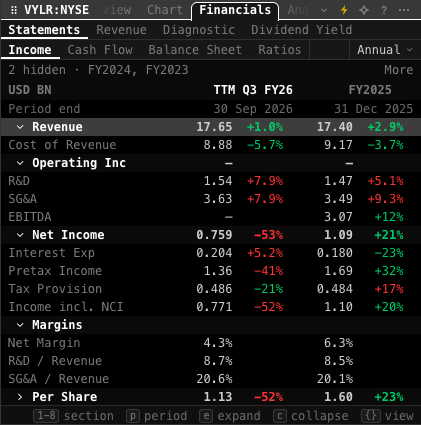 VYLR:NYSE Chart Financials
Statements Revenue Diagnostic Dividend Yield
Income Cash Flow Balance Sheet Ratios Annual
2 hidden · FY2024, FY2023 More
USD BN TTM Q3 FY26 FY2025
Period end 30 Sep 2026 31 Dec 2025
Revenue 17.65 +1.0% 17.40 +2.9%
Cost of Revenue 8.88 −5.7% 9.17 −3.7%
Operating Inc — —
R&D 1.54 +7.9% 1.47 +5.1%
SG&A 3.63 +7.9% 3.49 +9.3%
EBITDA — 3.07 +12%
Net Income 0.759 −53% 1.09 +21%
Interest Exp 0.204 +5.2% 0.180 −23%
Pretax Income 1.36 −41% 1.69 +32%
Tax Provision 0.486 −21% 0.484 +17%
Income incl. NCI 0.771 −52% 1.10 +20%
Margins
Net Margin 4.3% 6.3%
R&D / Revenue 8.7% 8.5%
SG&A / Revenue 20.6% 20.1%
Per Share 1.13 −52% 1.60 +23%
1−8 section p period e expand c collapse {} view